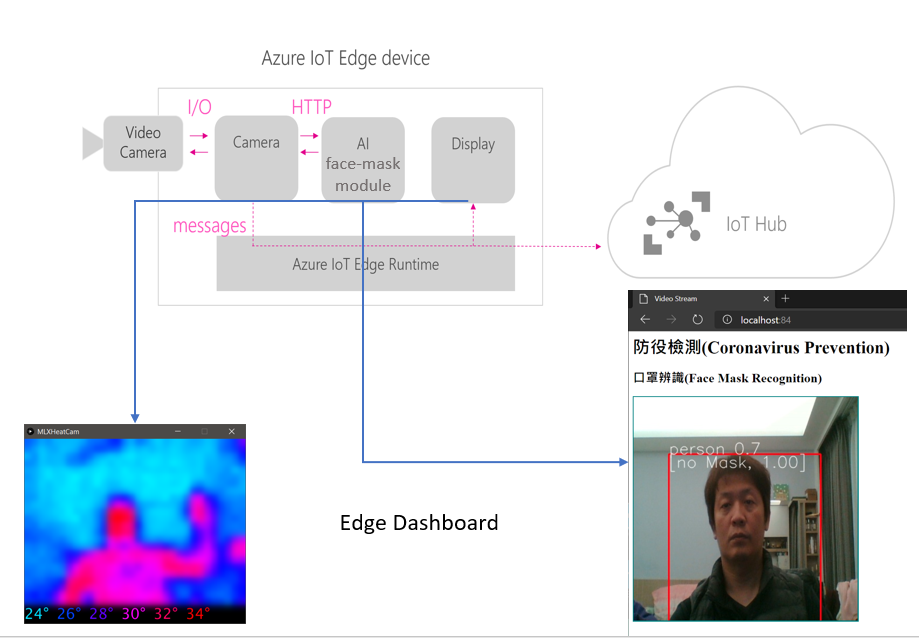 Azure IoT Edge device
I/O
HTTP
Video
Camera
Camera
AI
face-mask
module
Display
messages
Azure IoT Edge Runtime
IoT Hub
Video Stream
localhost:84
防役檢測(Coronavirus Prevention)
口罩辨識(Face Mask Recognition)
person 0.7
[no Mask, 1.00]
MLXHeatCam
24° 26° 28° 30° 32° 34°
Edge Dashboard